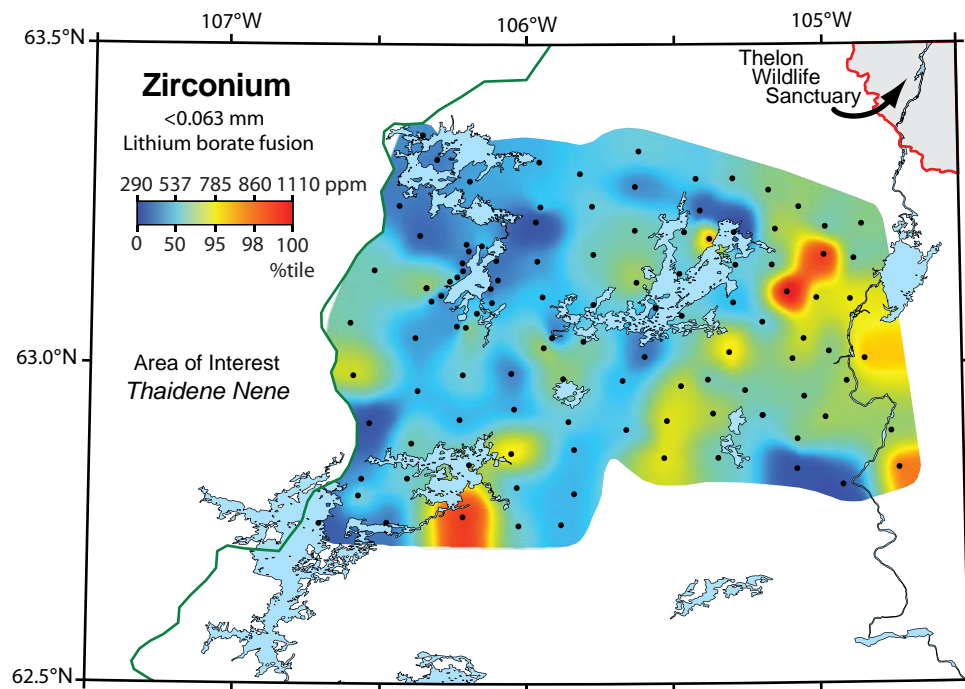 107°W 106°W 105°W
63.5°N
Zirconium
<0.063 mm
Lithium borate fusion
290 537 785 860 1110 ppm
0 50 95 98 100
%tile
Thelon
Wildlife
Sanctuary
63.0°N
Area of Interest
Thaidene Nene
62.5°N